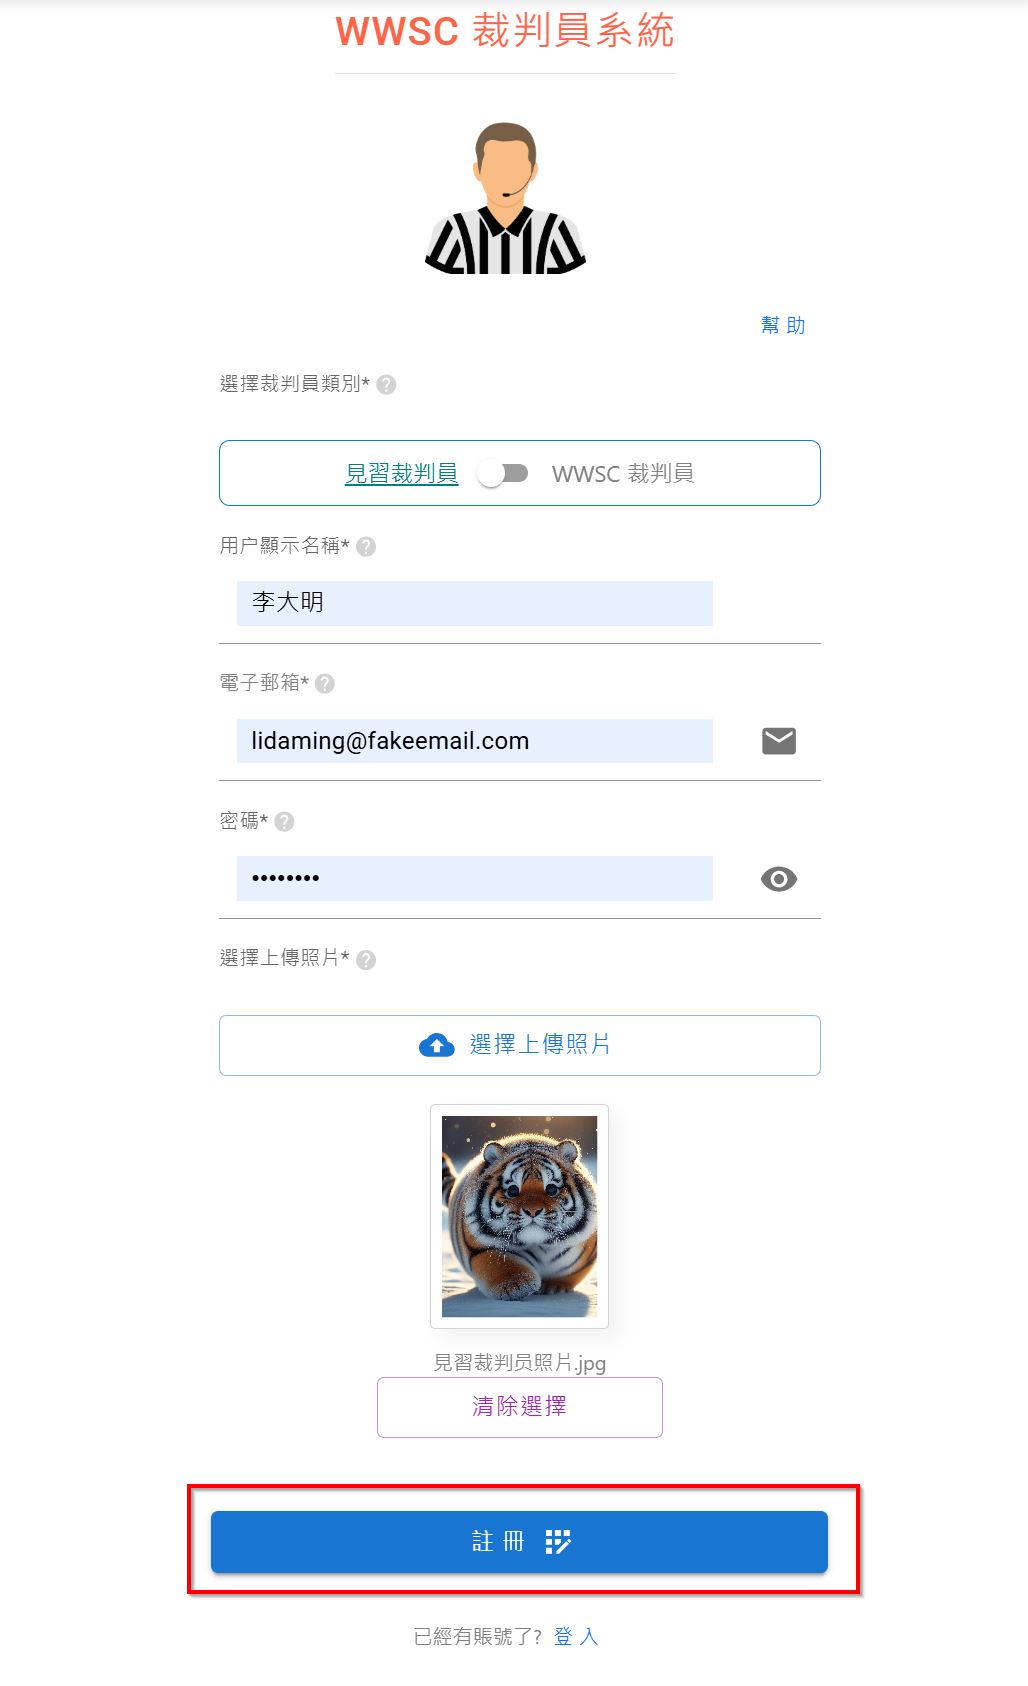 WWSC 裁判員系統
幫 助
選擇裁判員類別*
見習裁判員 WWSC 裁判員
用户顯示名稱*
李大明
電子郵箱*
lidaming@fakeemail.com
密碼*
••••••••
選擇上傳照片*
選擇上傳照片
見習裁判员照片.jpg
清除選擇
註 冊
已經有賬號了? 登 入